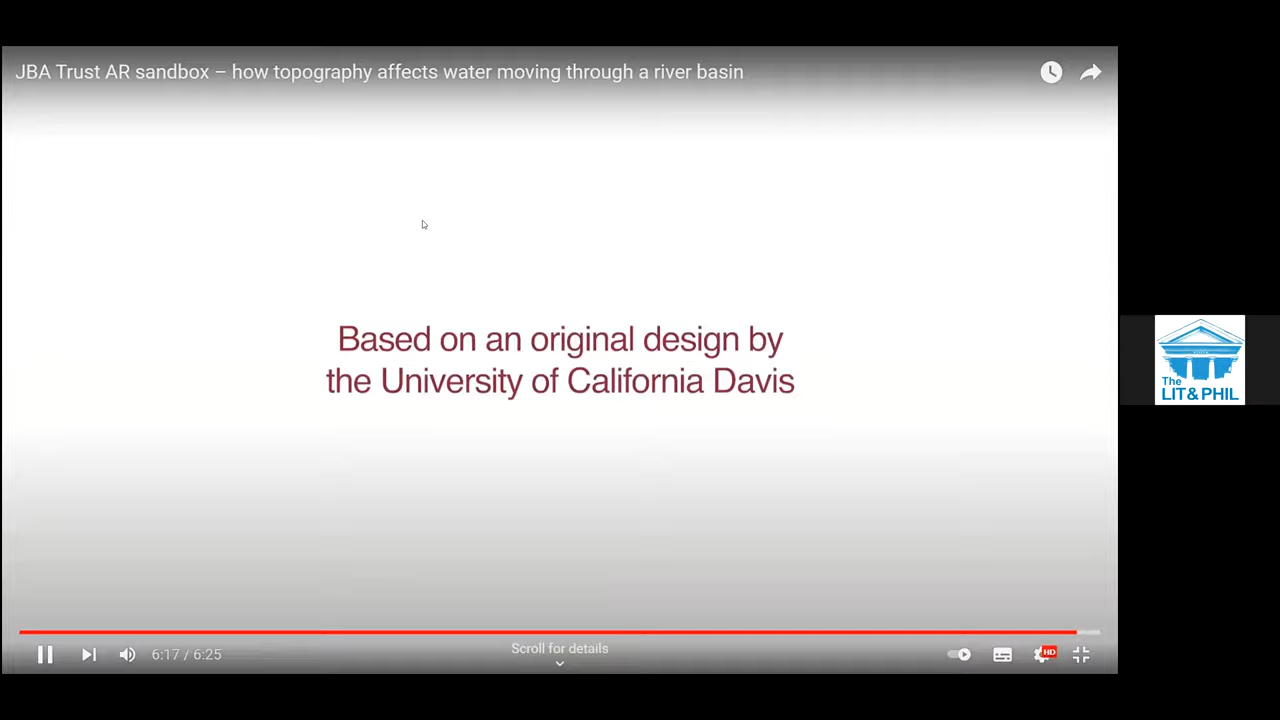 JBA Trust AR sandbox – how topography affects water moving through a river basin
Based on an original design by
the University of California Davis
The
LIT & PHIL
Scroll for details
6:17 / 6:25
HD